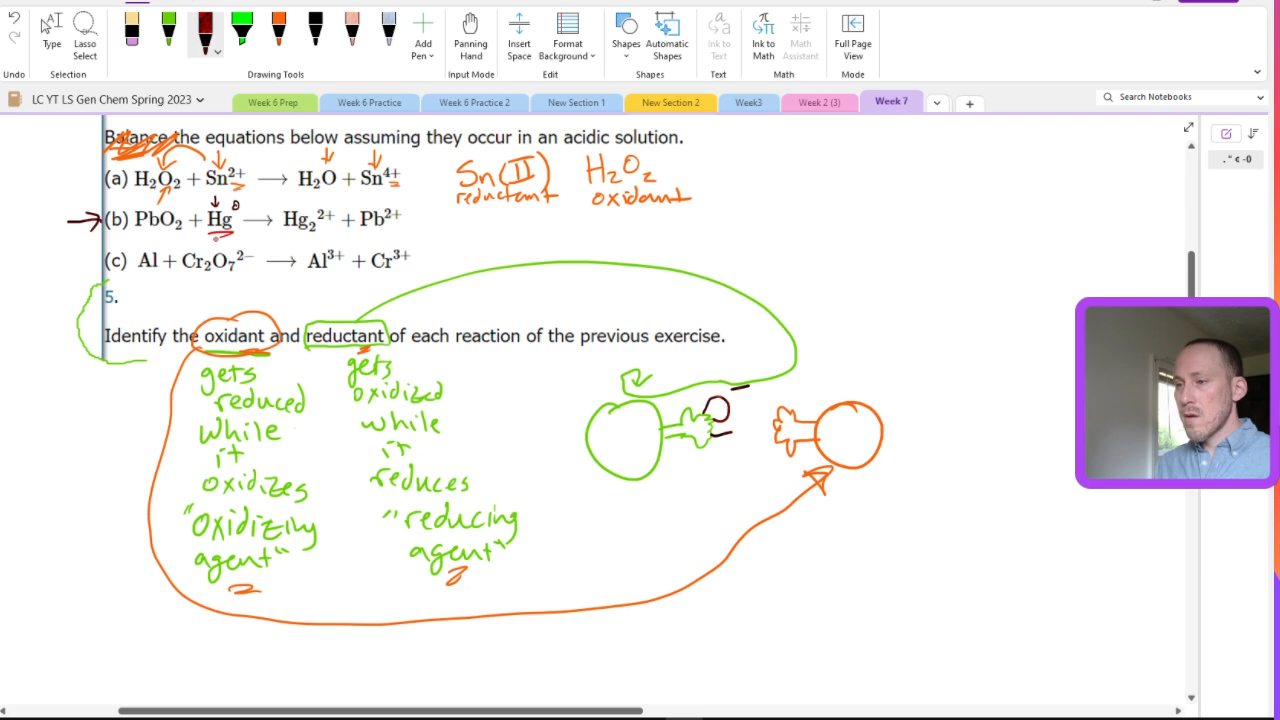 Type
Lasso Select
Add Pen
Panning Hand
Insert Space
Format Background
Shapes
Automatic Shapes
Ink to Text
Ink to Math
Math Assistant
Full Page View
Undo
Selection
Drawing Tools
Input Mode
Edit
Shapes
Text
Math
Mode
LC YT LS Gen Chem Spring 2023
Week 6 Prep
Week 6 Practice
Week 6 Practice 2
New Section 1
New Section 2
Week3
Week 2 (3)
Week 7
Search Notebooks
Balance the equations below assuming they occur in an acidic solution.
(a) H₂O₂ + Sn²⁺ ⟶ H₂O + Sn⁴⁺
Sn(II) H₂O₂
reductant oxidant
(b) PbO₂ + Hg ⟶ Hg₂²⁺ + Pb²⁺
(c) Al + Cr₂O₇²⁻ ⟶ Al³⁺ + Cr³⁺
5.
Identify the oxidant and reductant of each reaction of the previous exercise.
gets
reduced
while
it
oxidizes
"oxidizing
agent"
gets
oxidized
while
it
reduces
"reducing
agent"